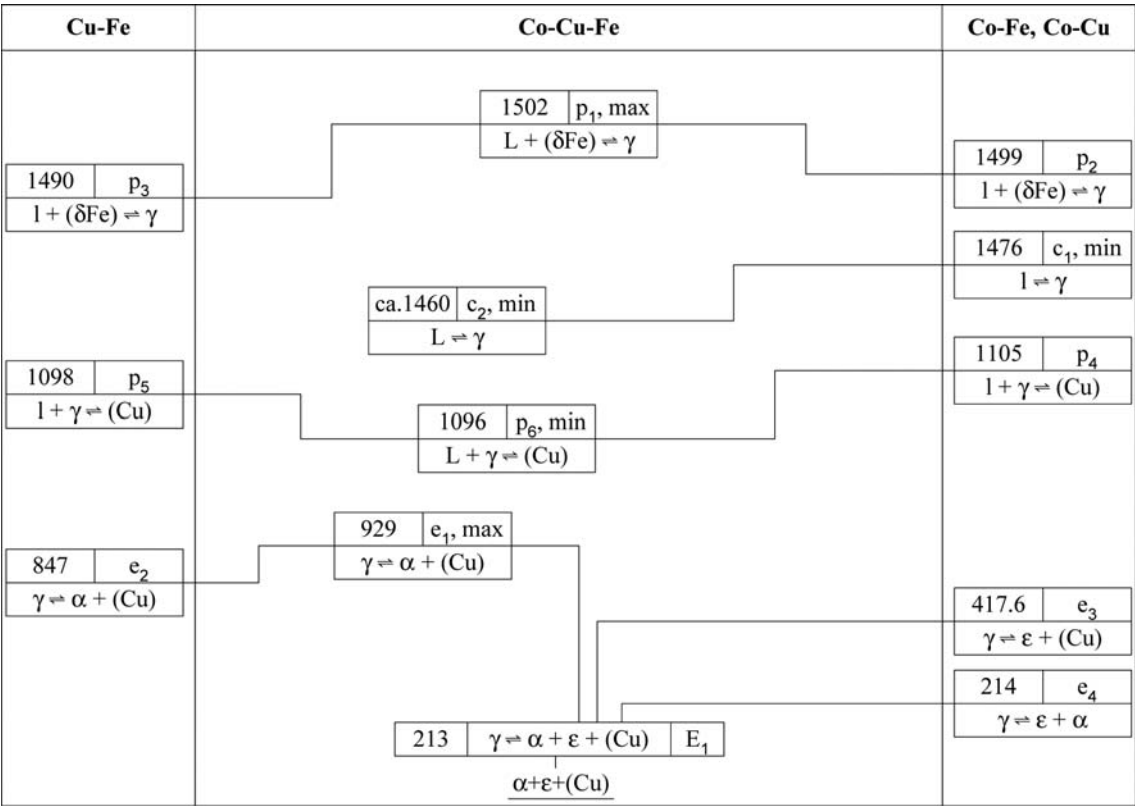 Cu-Fe
Co-Cu-Fe
Co-Fe, Co-Cu
1502 p₁, max
L + (δFe) ⇌ γ
1490 p₃
l + (δFe) ⇌ γ
1499 p₂
l + (δFe) ⇌ γ
1476 c₁, min
l ⇌ γ
ca.1460 c₂, min
L ⇌ γ
1098 p₅
l + γ ⇌ (Cu)
1105 p₄
l + γ ⇌ (Cu)
1096 p₆, min
L + γ ⇌ (Cu)
929 e₁, max
γ ⇌ α + (Cu)
847 e₂
γ ⇌ α + (Cu)
417.6 e₃
γ ⇌ ε + (Cu)
214 e₄
γ ⇌ ε + α
213 γ ⇌ α + ε + (Cu) E₁
α+ε+(Cu)